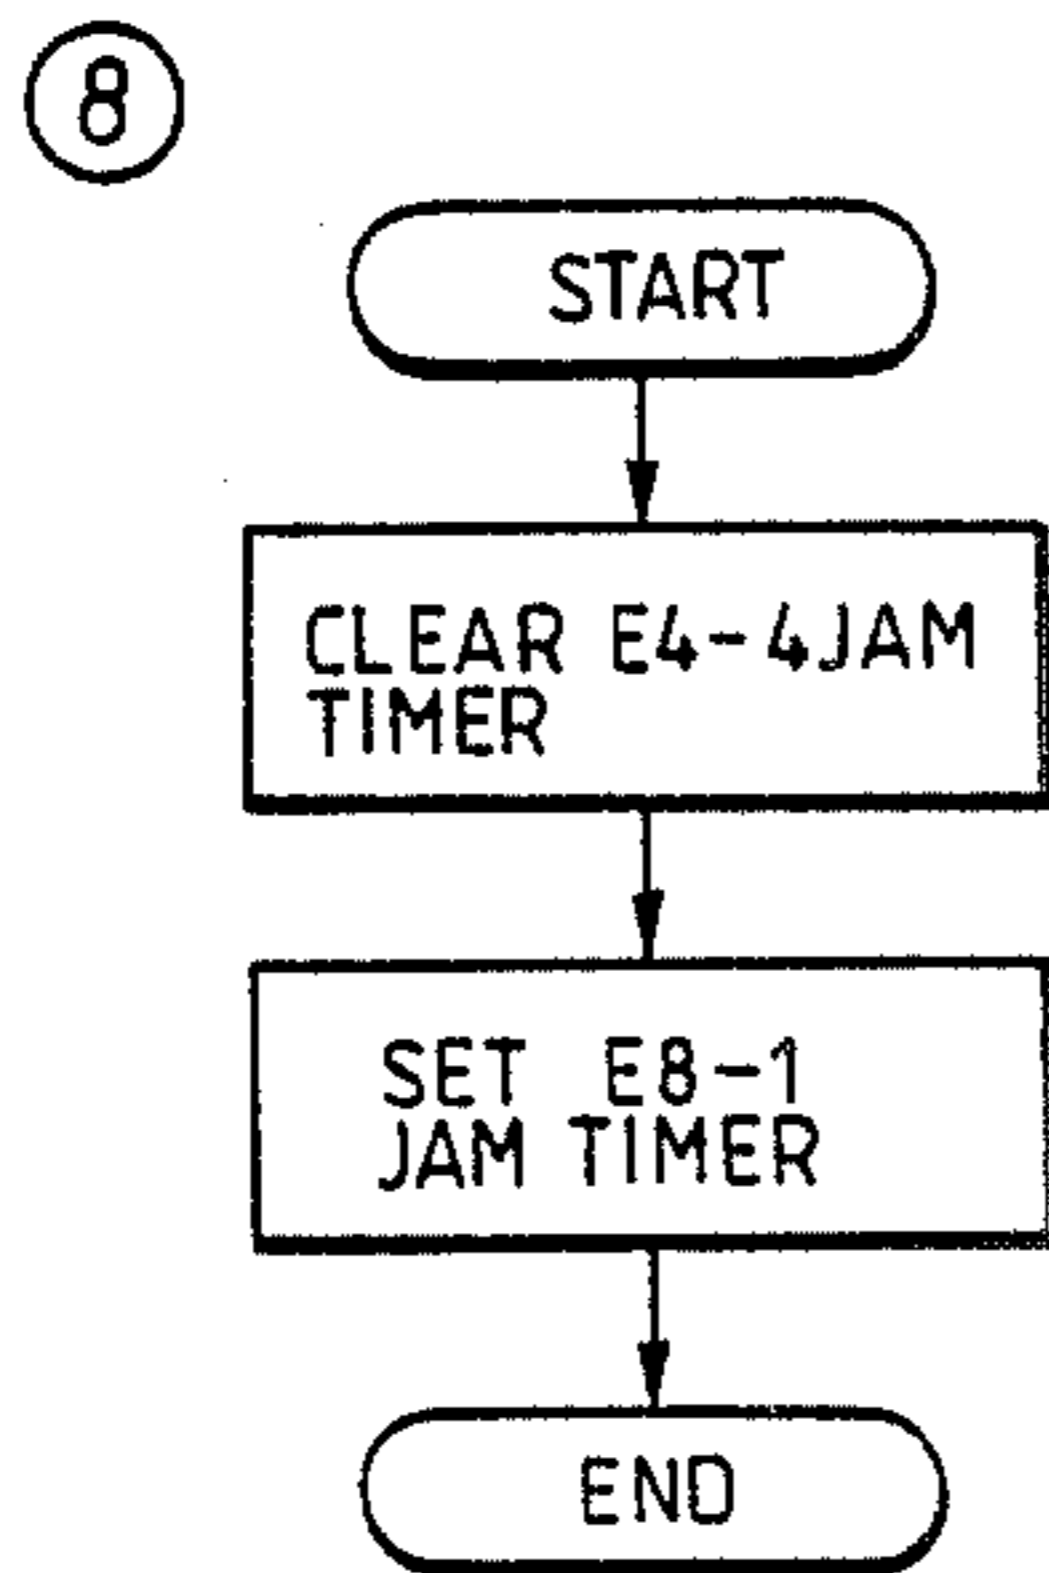 8
START
CLEAR E4-4JAM
TIMER
SET E8-1
JAM TIMER
END